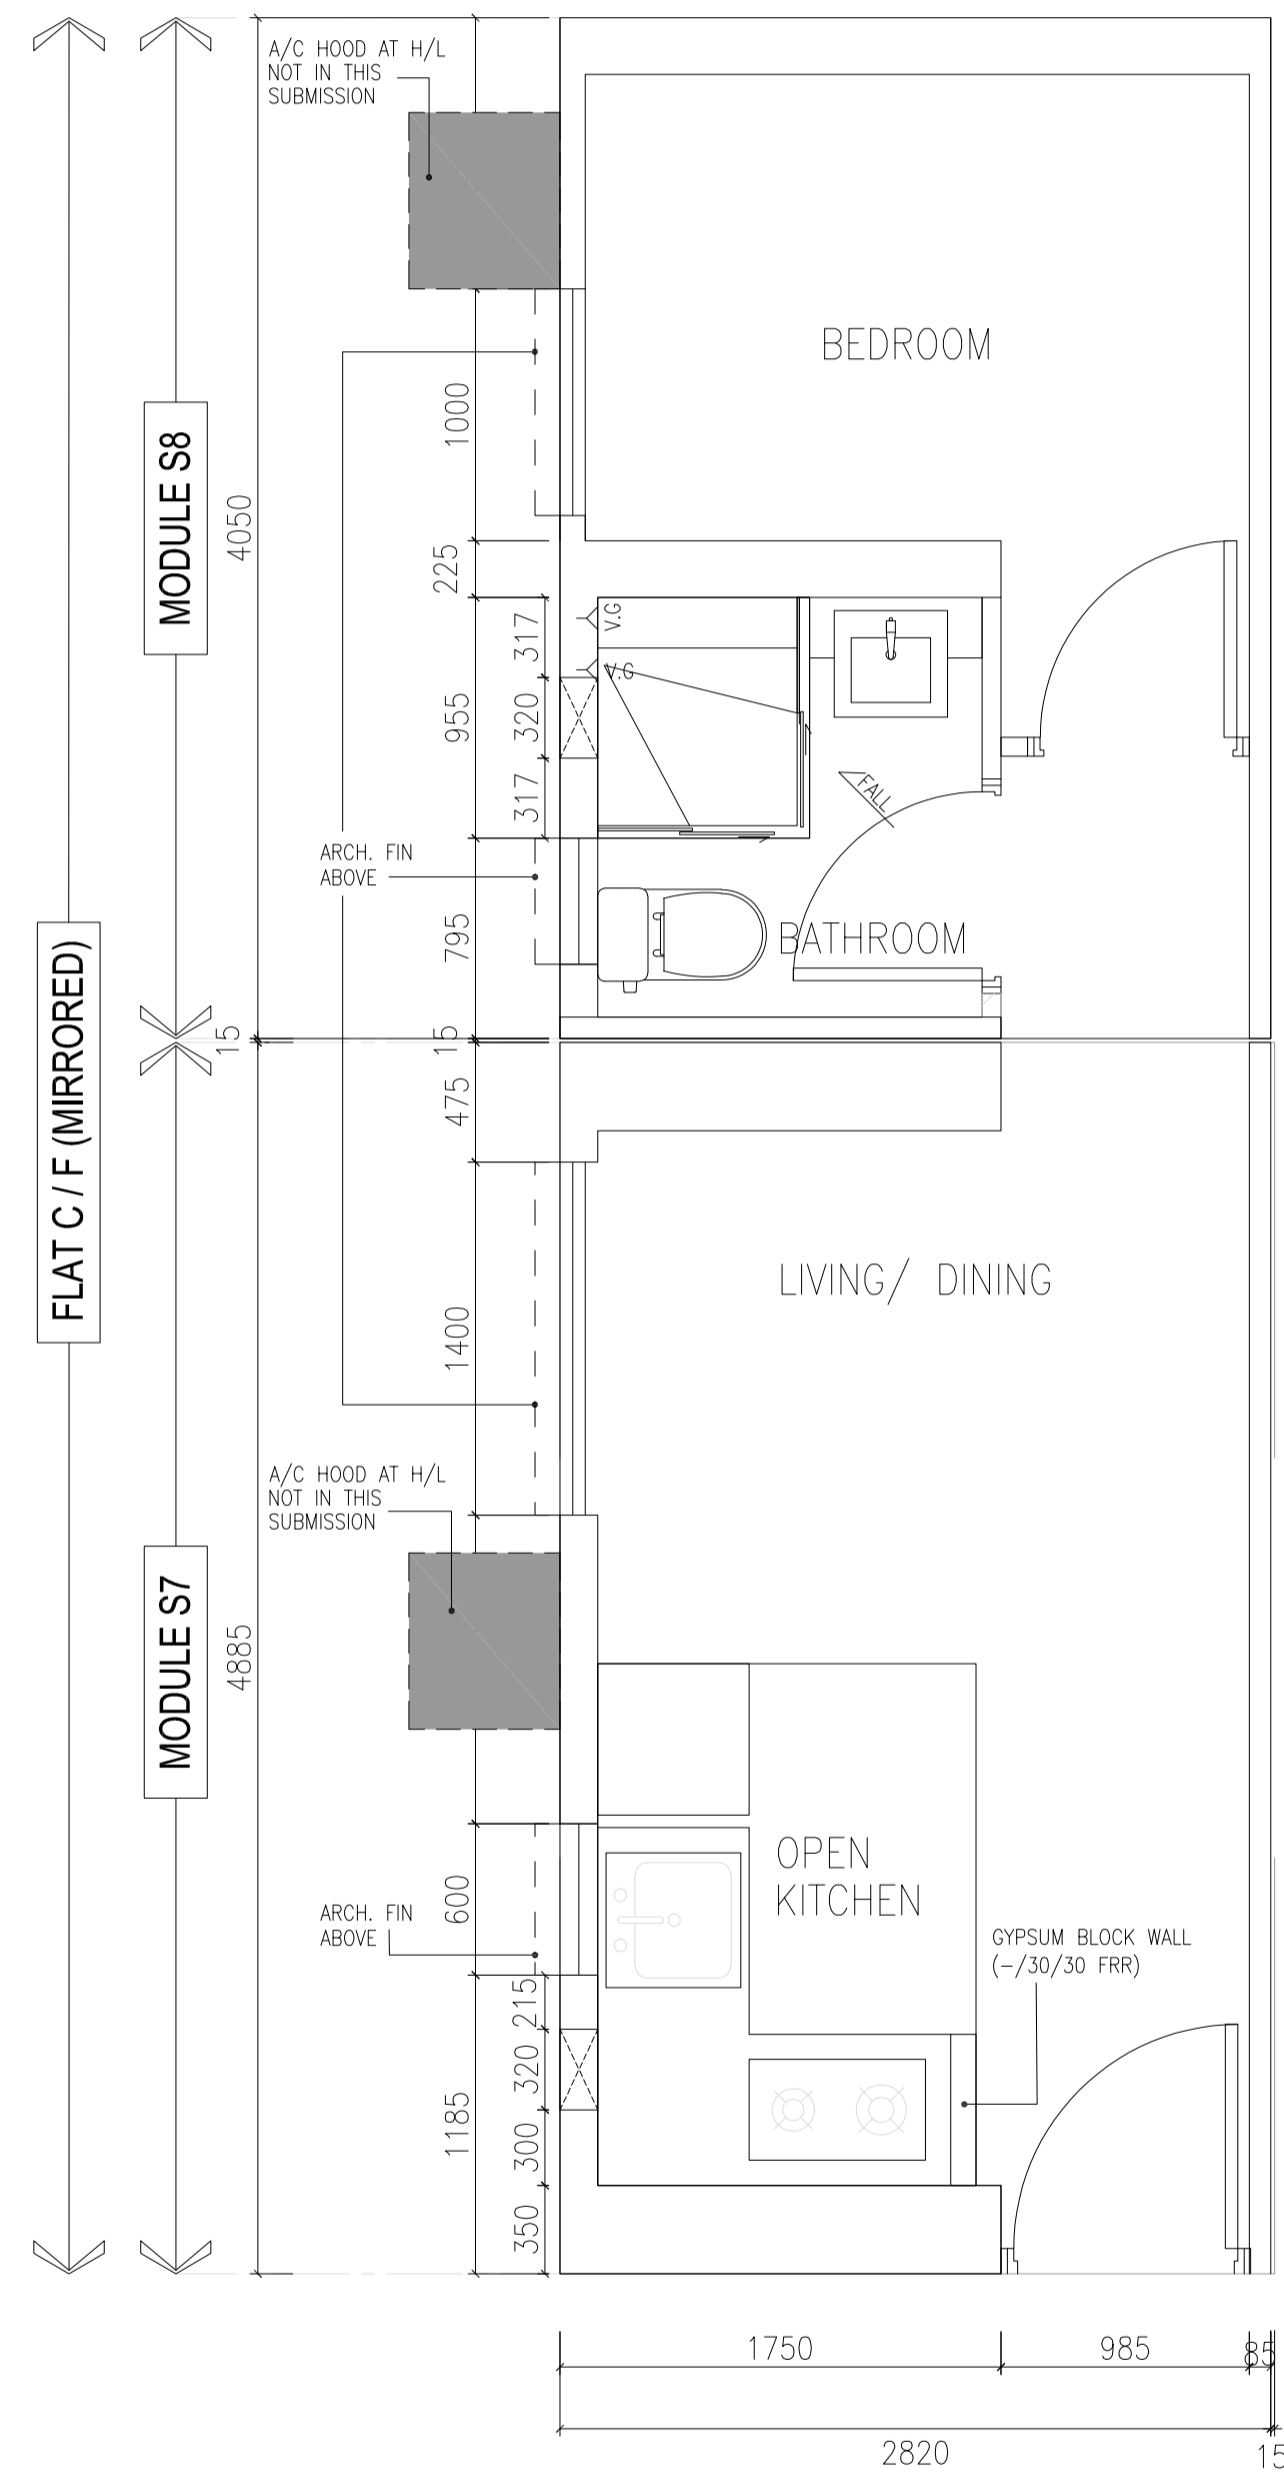 A/C HOOD AT H/L
NOT IN THIS
SUBMISSION
BEDROOM
1000
MODULE S8
4050
225
317
V.G
V.G
955
320
317
FALL
ARCH. FIN
ABOVE
795
BATHROOM
FLAT C / F (MIRRORED)
15
15
475
LIVING/ DINING
1400
A/C HOOD AT H/L
NOT IN THIS
SUBMISSION
MODULE S7
4885
OPEN
KITCHEN
600
ARCH. FIN
ABOVE
GYPSUM BLOCK WALL
(-/30/30 FRR)
215
320
1185
300
350
1750
985
85
2820
15